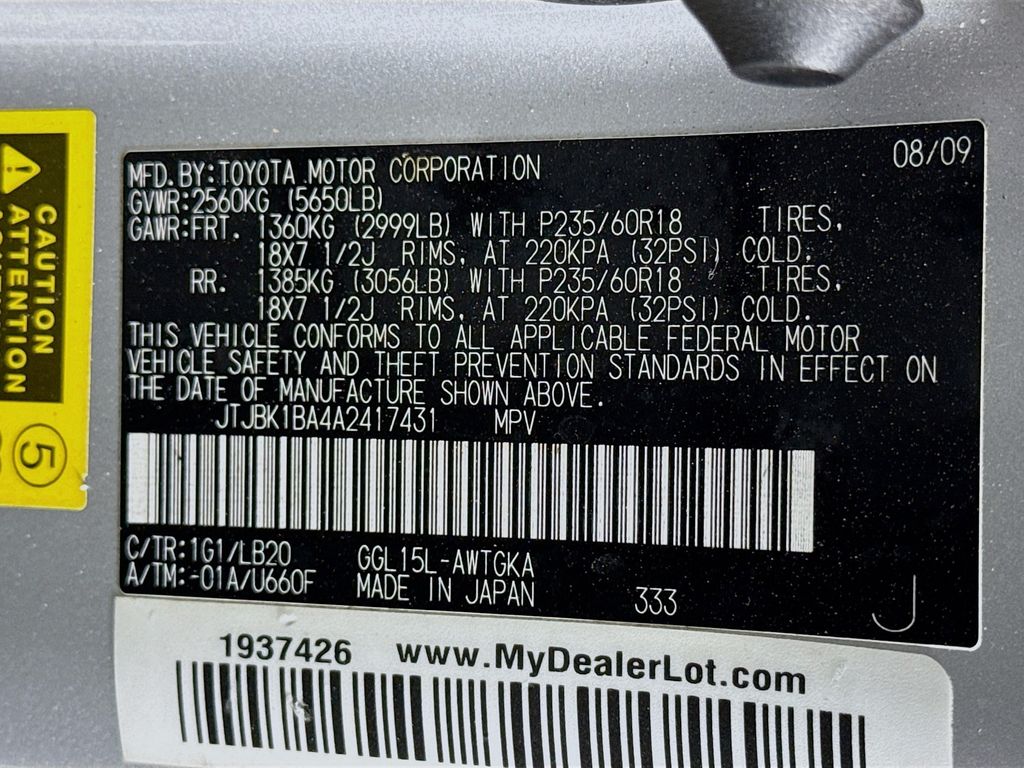 MFD.BY:TOYOTA MOTOR CORPORATION 08/09
GVWR:2560KG (5650LB)
GAWR:FRT. 1360KG (2999LB) WITH P235/60R18 TIRES,
18X7 1/2J RIMS, AT 220KPA (32PSI) COLD.
RR. 1385KG (3056LB) WITH P235/60R18 TIRES,
18X7 1/2J RIMS, AT 220KPA (32PSI) COLD.
THIS VEHICLE CONFORMS TO ALL APPLICABLE FEDERAL MOTOR
VEHICLE SAFETY AND THEFT PREVENTION STANDARDS IN EFFECT ON
THE DATE OF MANUFACTURE SHOWN ABOVE.
JTJBK1BA4A2417431 MPV
C/TR:1G1/LB20 GGL15L-AWTGKA
A/TM:-01A/U660F MADE IN JAPAN 333 J
1937426 www.MyDealerLot.com
CAUTION
ATTENTION
5